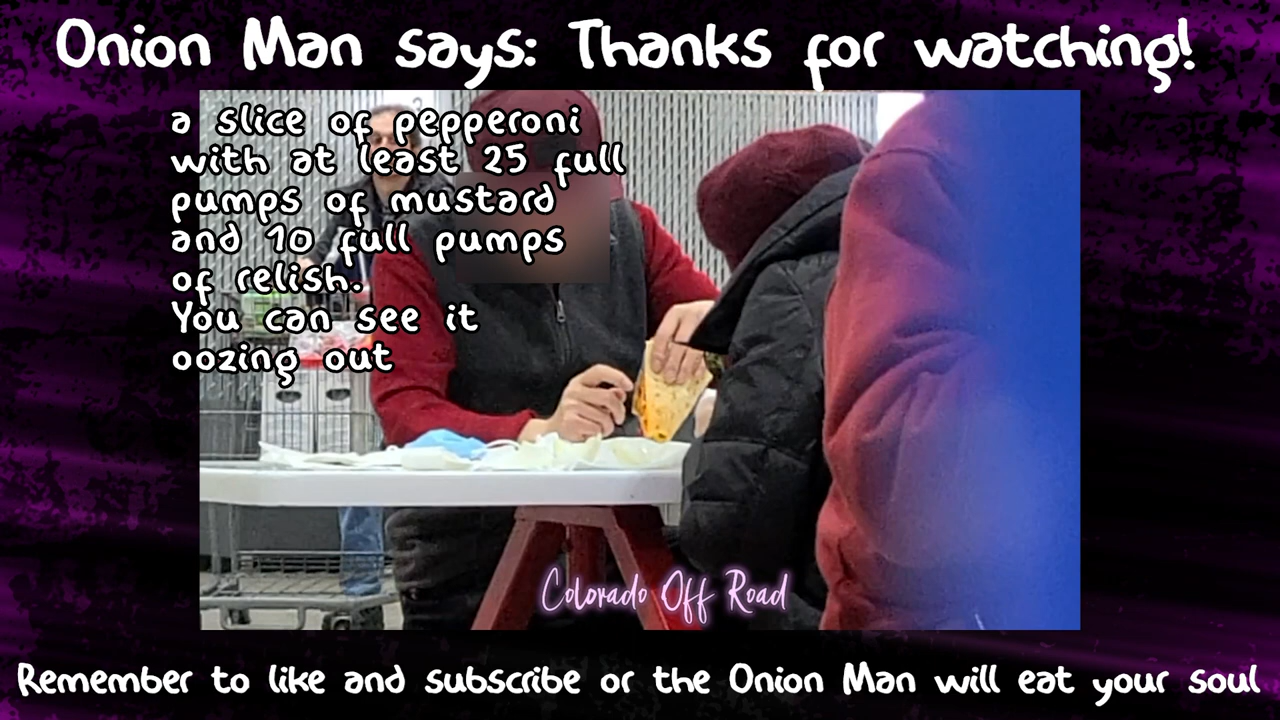 Onion Man says: Thanks for watching!
a slice of pepperoni
with at least 25 full
pumps of mustard
and 10 full pumps
of relish.
You can see it
oozing out
Colorado Off Road
Remember to like and subscribe or the Onion Man will eat your soul